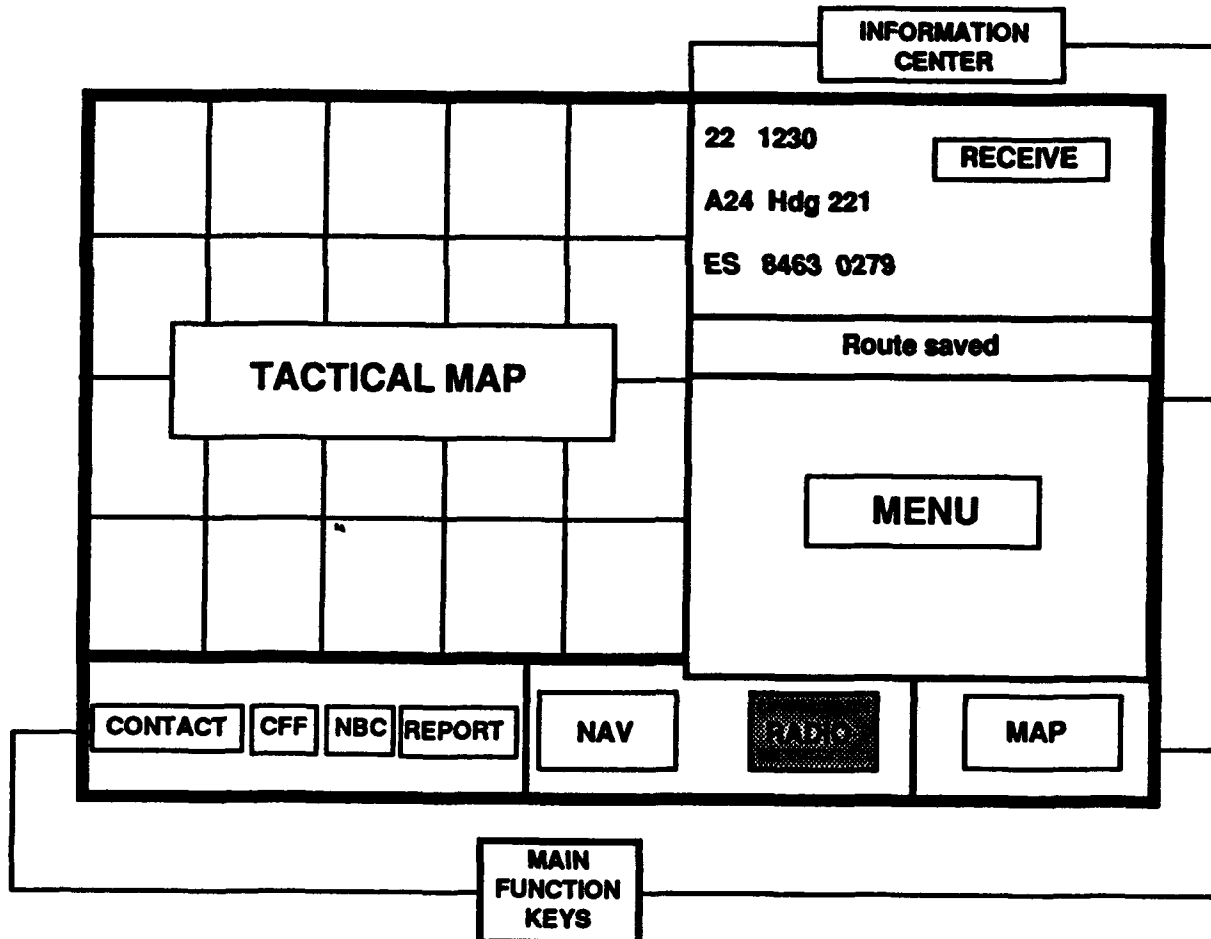 INFORMATION
CENTER
22 1230
RECEIVE
A24 Hdg 221
ES 8463 0279
Route saved
TACTICAL MAP
MENU
CONTACT CFF NBC REPORT NAV RADIO MAP
MAIN
FUNCTION
KEYS